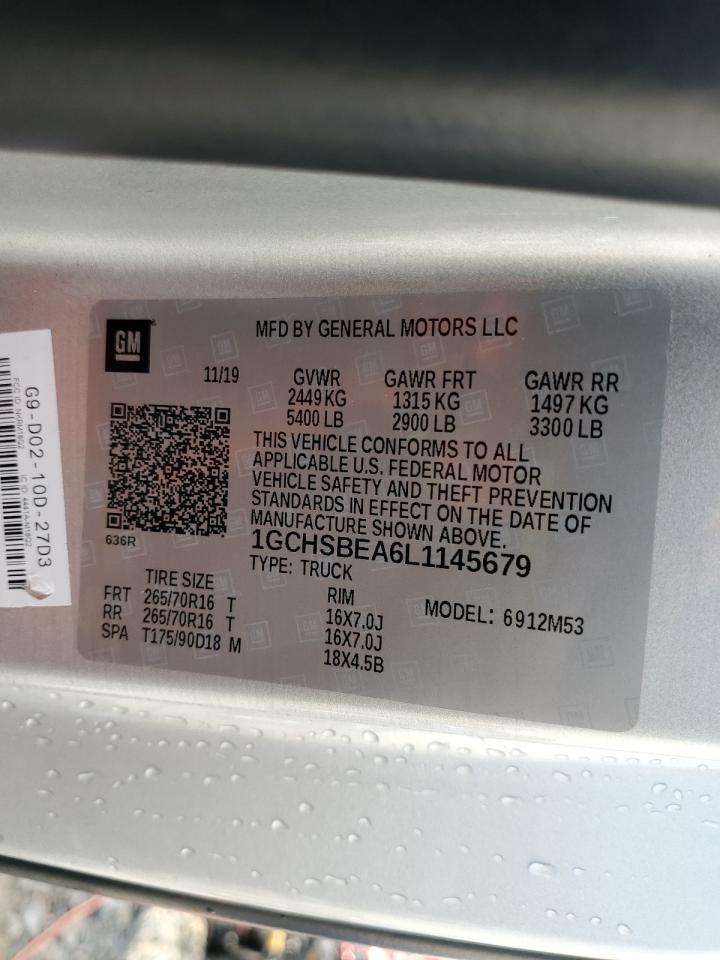 GM
MFD BY GENERAL MOTORS LLC
11/19
GVWR
2449 KG
5400 LB
GAWR FRT
1315 KG
2900 LB
GAWR RR
1497 KG
3300 LB
THIS VEHICLE CONFORMS TO ALL
APPLICABLE U.S. FEDERAL MOTOR
VEHICLE SAFETY AND THEFT PREVENTION
STANDARDS IN EFFECT ON THE DATE OF
MANUFACTURE SHOWN ABOVE.
636R
1GCHSBEA6L1145679
TYPE: TRUCK
TIRE SIZE
RIM
MODEL: 6912M53
FRT 265/70R16 T 16X7.0J
RR 265/70R16 T 16X7.0J
SPA T175/90D18 M 18X4.5B
G9-D02-10D-27D3